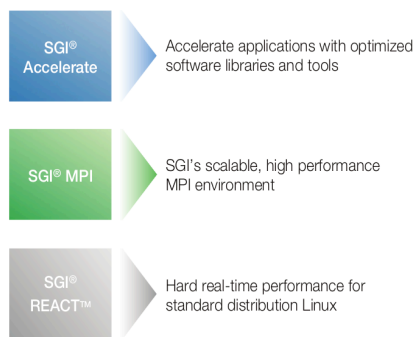 SGI®
Accelerate
Accelerate applications with optimized
software libraries and tools
SGI® MPI
SGI's scalable, high performance
MPI environment
SGI®
REACT™
Hard real-time performance for
standard distribution Linux